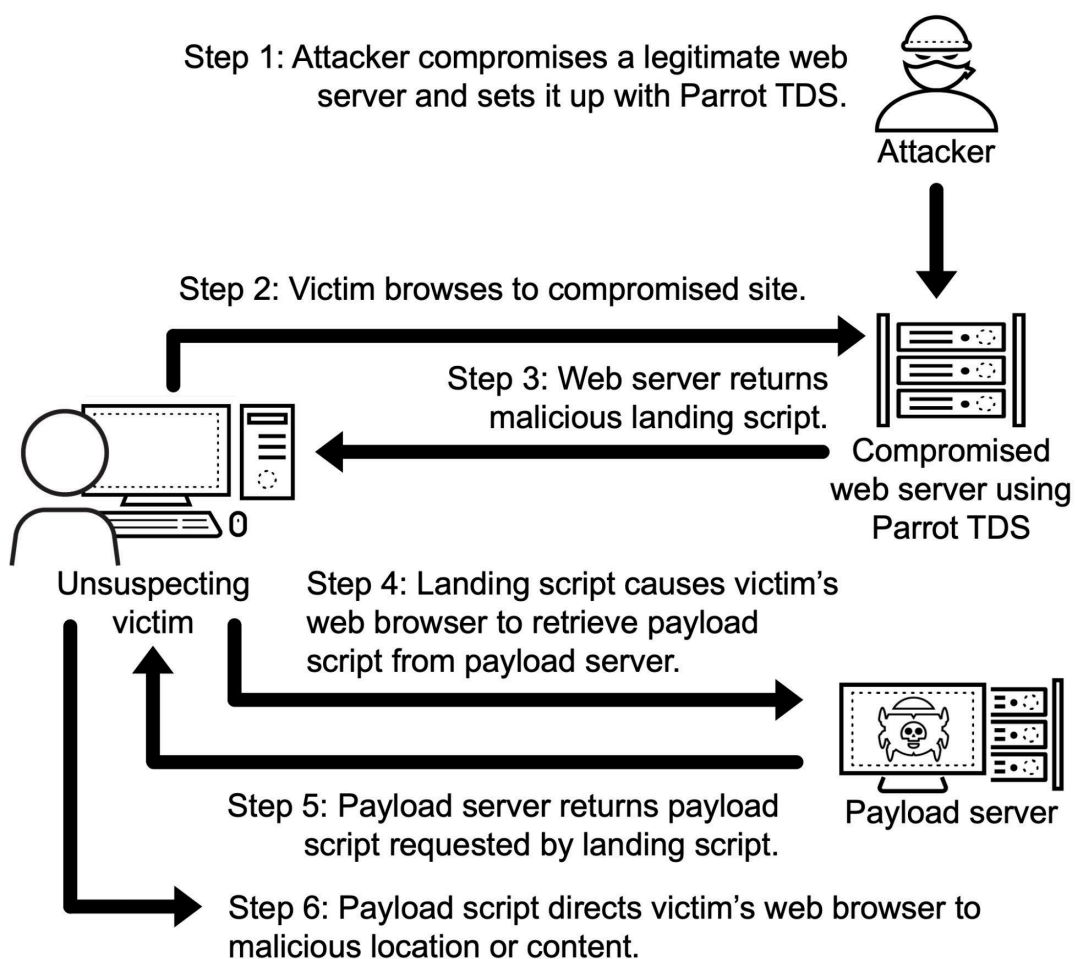 Step 1: Attacker compromises a legitimate web
server and sets it up with Parrot TDS.
Attacker
Step 2: Victim browses to compromised site.
Step 3: Web server returns
malicious landing script.
Compromised
web server using
Parrot TDS
Unsuspecting
victim
Step 4: Landing script causes victim’s
web browser to retrieve payload
script from payload server.
Payload server
Step 5: Payload server returns payload
script requested by landing script.
Step 6: Payload script directs victim’s web browser to
malicious location or content.